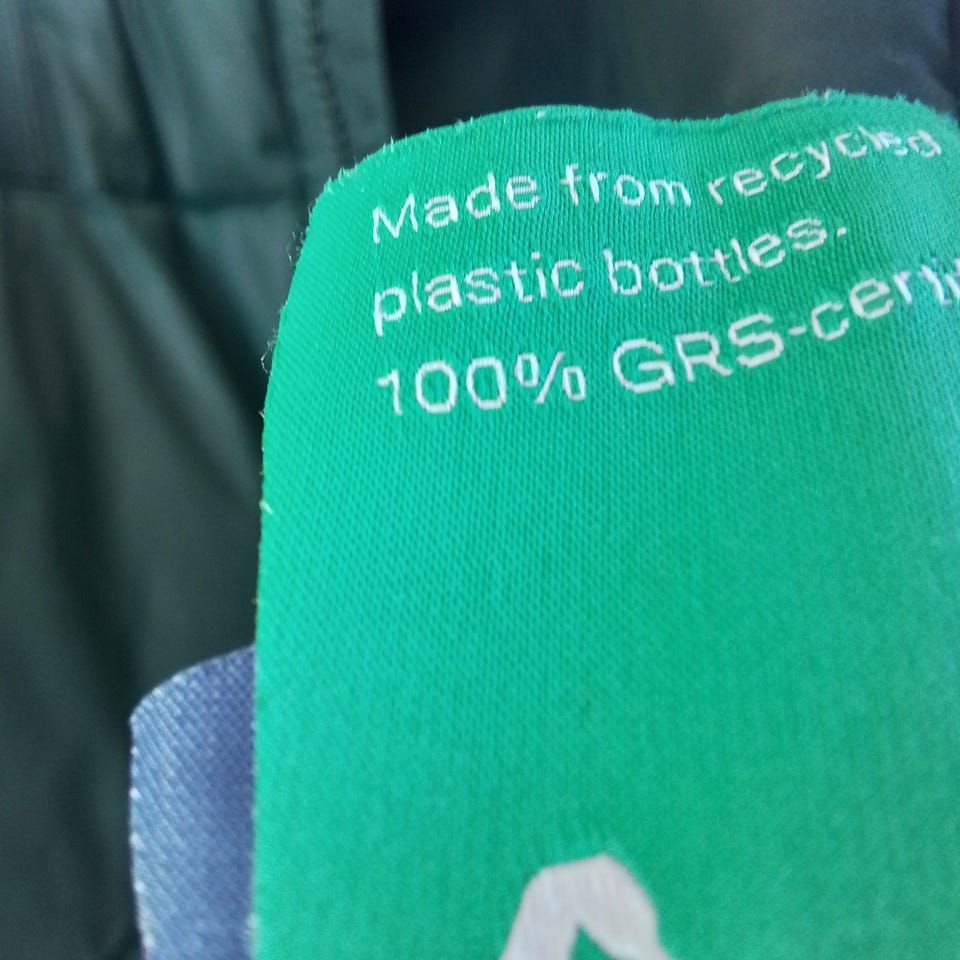 Made from recycled
plastic bottles.
100% GRS-certi